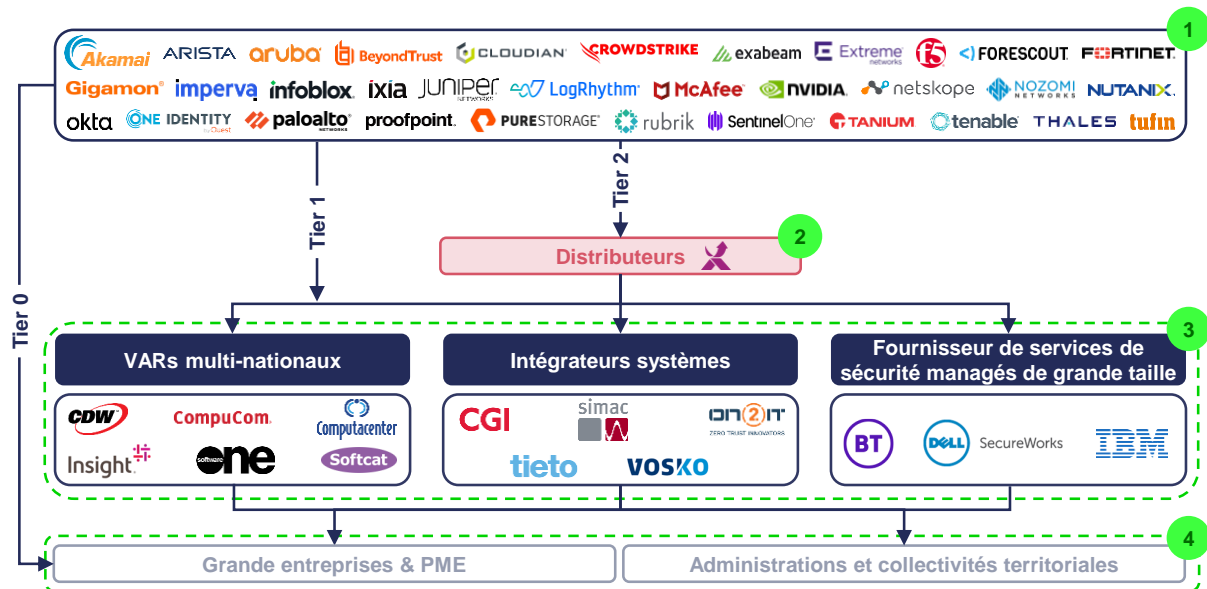 1
Akamai ARISTA aruba BeyondTrust CLOUDIAN CROWDSTRIKE exabeam Extreme networks f5 FORESCOUT FORTINET
Gigamon imperva infoblox ixia JUNIPER NETWORKS LogRhythm McAfee NVIDIA netskope NOZOMI NETWORKS NUTANIX
okta ONE IDENTITY by Quest paloalto NETWORKS proofpoint PURESTORAGE rubrik SentinelOne TANIUM tenable THALES tufin
Tier 0
Tier 1
Tier 2
2
Distributeurs
3
VARs multi-nationaux
CDW CompuCom Computacenter
Insight software one Softcat
Intégrateurs systèmes
CGI simac ON2IT
ZERO TRUST INNOVATORS
tieto VOSKO
Fournisseur de services de
sécurité managés de grande taille
BT DELL SecureWorks IBM
4
Grande entreprises & PME
Administrations et collectivités territoriales